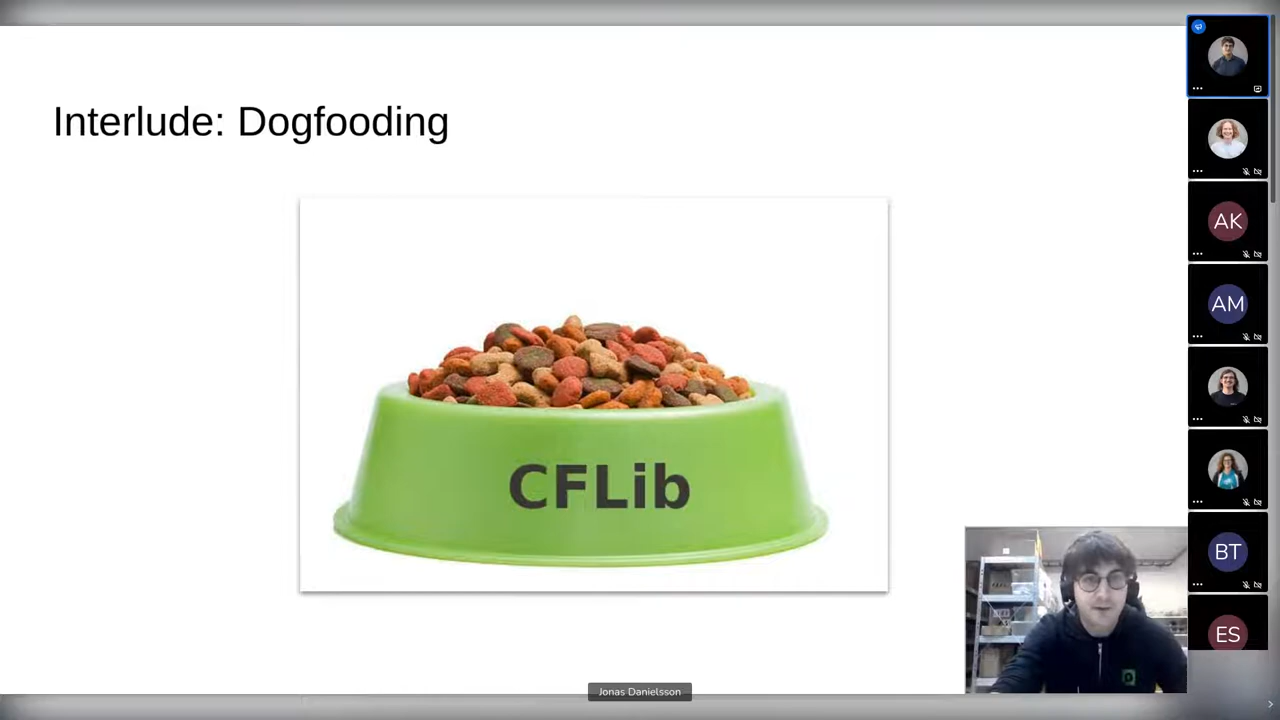 Interlude: Dogfooding
CFLib
AK
AM
BT
ES
Jonas Danielsson